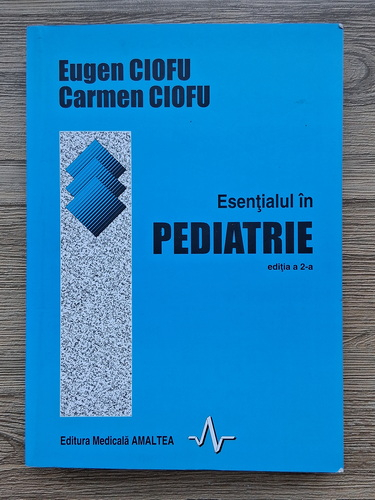 Eugen CIOFU
Carmen CIOFU
Esenţialul în
PEDIATRIE
ediţia a 2-a
Editura Medicală AMALTEA